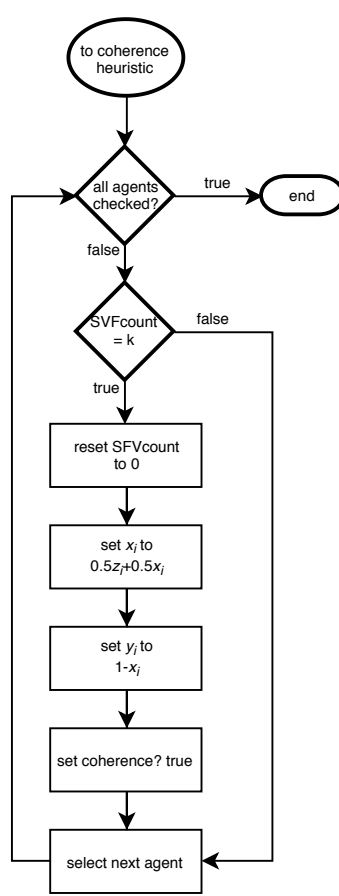 to coherence
heuristic
all agents
checked?
true
end
false
SVFcount
= k
false
true
reset SFVcount
to 0
set xᵢ to
0.5zᵢ+0.5xᵢ
set yᵢ to
1-xᵢ
set coherence? true
select next agent